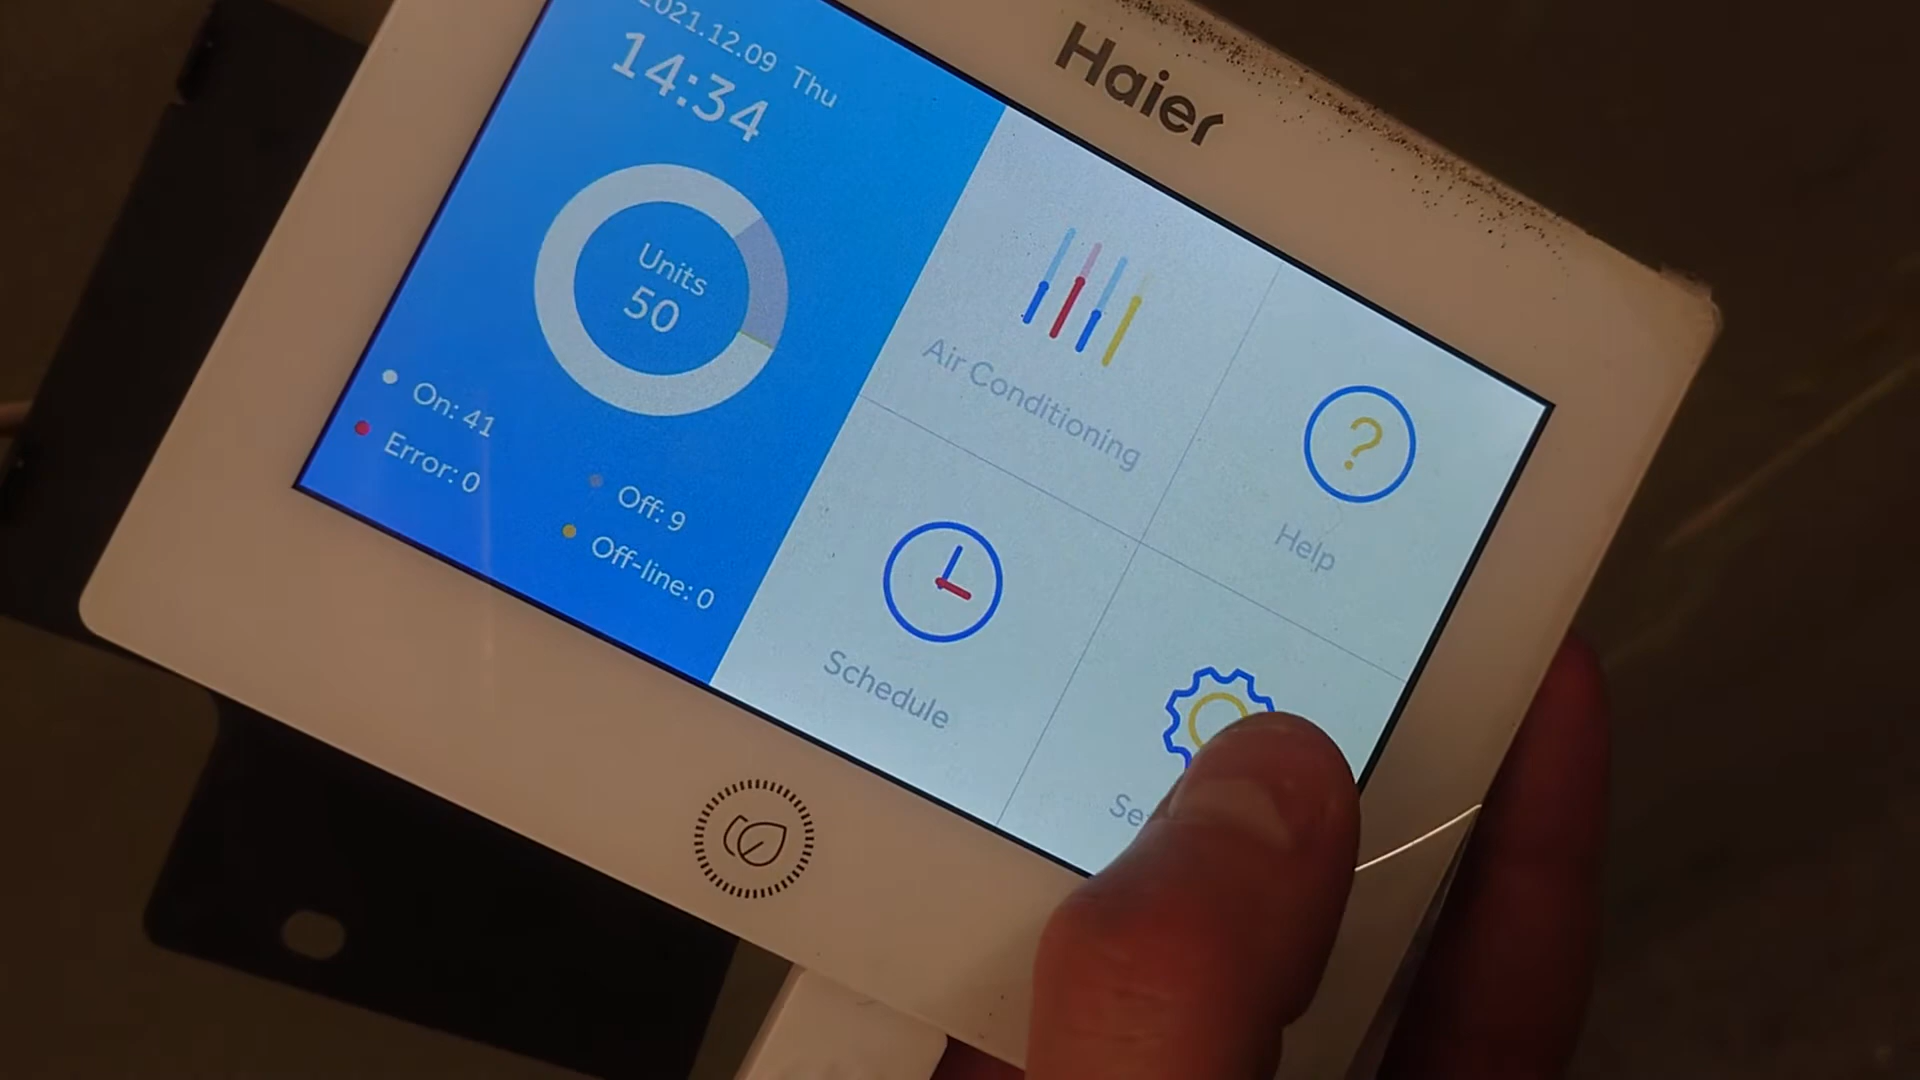 Haier
2021.12.09 Thu
14:34
Units
50
On: 41
Error: 0
Off: 9
Off-line: 0
Air Conditioning
?
Help
Schedule